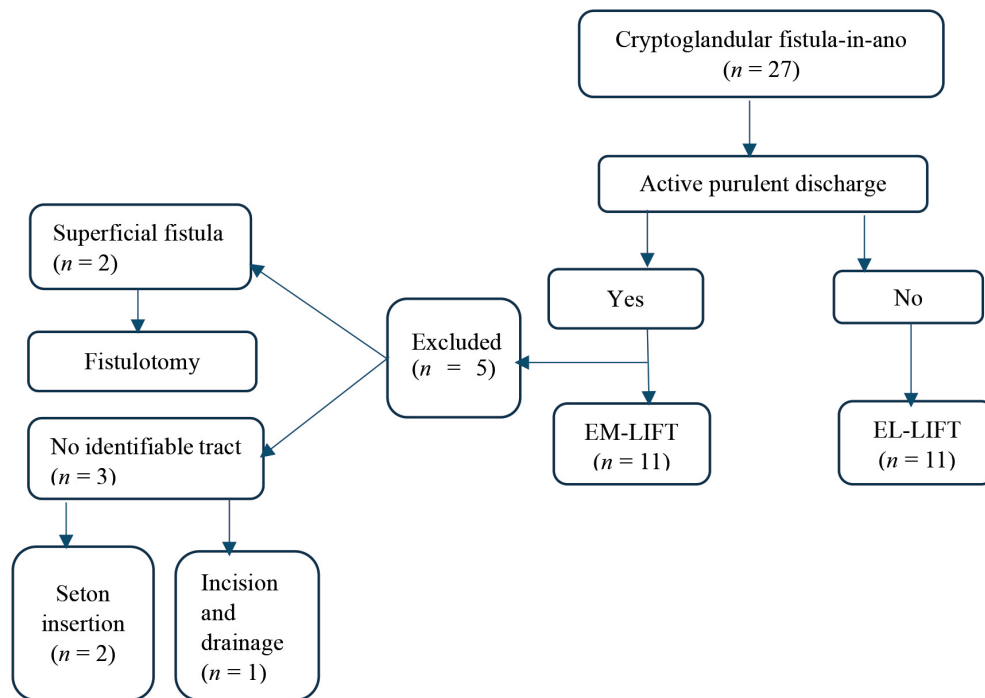 Cryptoglandular fistula-in-ano
(n = 27)
Active purulent discharge
Superficial fistula
(n = 2)
Yes
No
Fistulotomy
Excluded
(n = 5)
No identifiable tract
(n = 3)
EM-LIFT
(n = 11)
EL-LIFT
(n = 11)
Seton
insertion
(n = 2)
Incision
and
drainage
(n = 1)